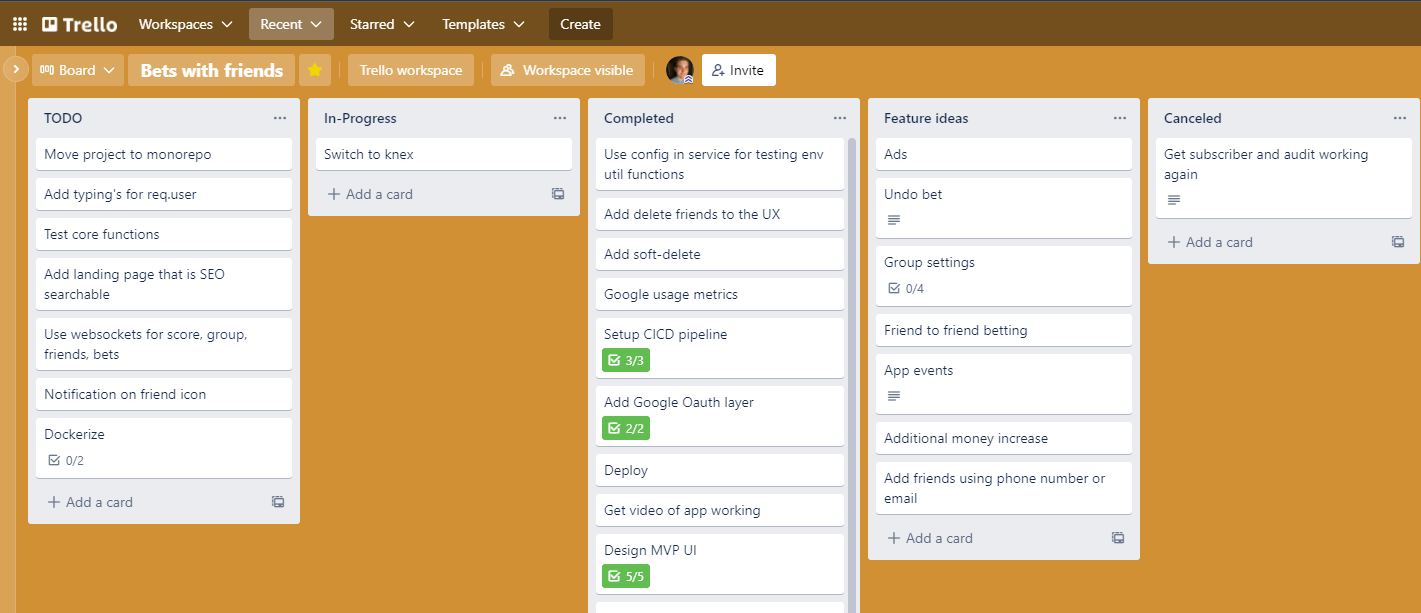 Trello
Workspaces
Recent
Starred
Templates
Create
Board
Bets with friends
Trello workspace
Workspace visible
Invite
TODO
Move project to monorepo
Add typing's for req.user
Test core functions
Add landing page that is SEO
searchable
Use websockets for score, group,
friends, bets
Notification on friend icon
Dockerize
0/2
+ Add a card
In-Progress
Switch to knex
+ Add a card
Completed
Use config in service for testing env
util functions
Add delete friends to the UX
Add soft-delete
Google usage metrics
Setup CICD pipeline
3/3
Add Google Oauth layer
2/2
Deploy
Get video of app working
Design MVP UI
5/5
Feature ideas
Ads
Undo bet
Group settings
0/4
Friend to friend betting
App events
Additional money increase
Add friends using phone number or
email
+ Add a card
Canceled
Get subscriber and audit working
again
+ Add a card